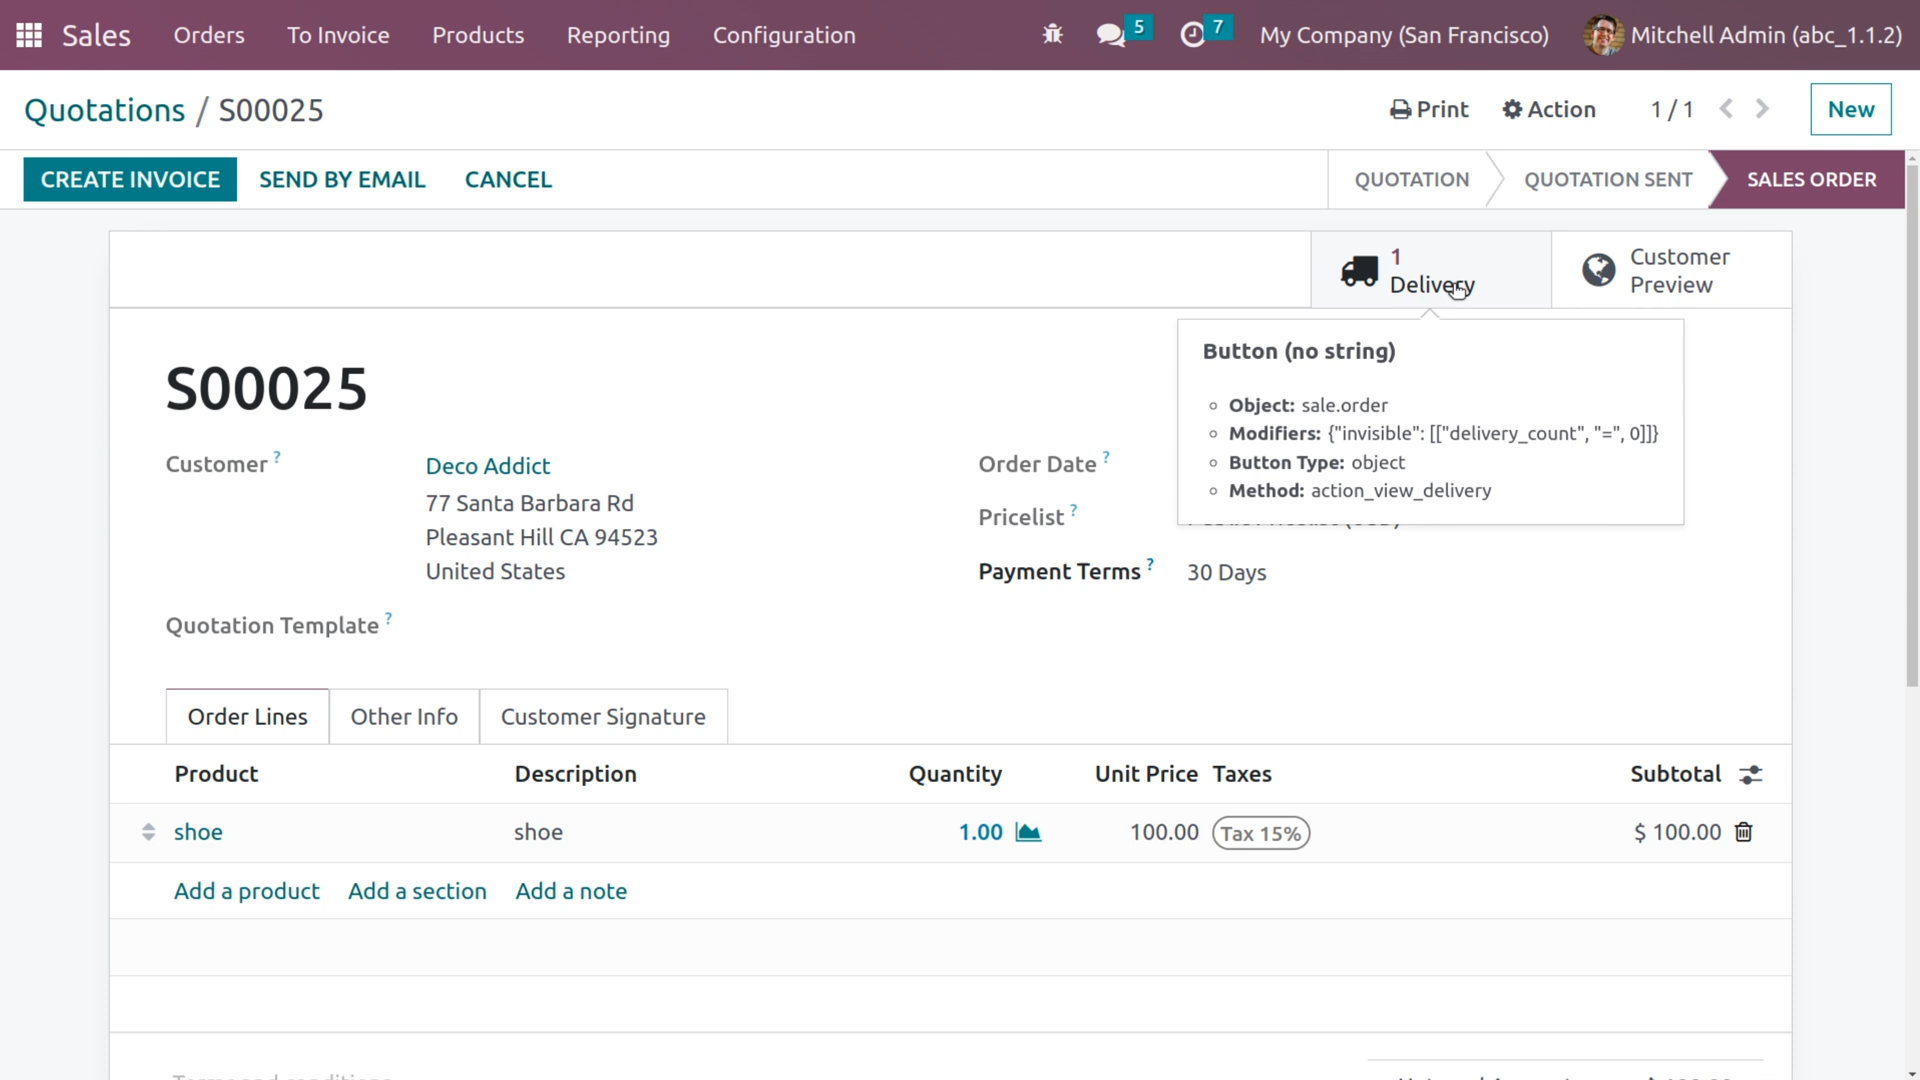 Sales Orders To Invoice Products Reporting Configuration 5 7 My Company (San Francisco) Mitchell Admin (abc_1.1.2)
Quotations / S00025 Print Action 1 / 1 New
CREATE INVOICE SEND BY EMAIL CANCEL QUOTATION QUOTATION SENT SALES ORDER
1
Delivery
Customer
Preview
Button (no string)
Object: sale.order
Modifiers: {"invisible": [["delivery_count", "=", 0]]}
Button Type: object
Method: action_view_delivery
S00025
Customer ? Deco Addict
77 Santa Barbara Rd
Pleasant Hill CA 94523
United States
Quotation Template ?
Order Date ?
Pricelist ?
Payment Terms ? 30 Days
Order Lines Other Info Customer Signature
Product Description Quantity Unit Price Taxes Subtotal
shoe shoe 1.00 100.00 Tax 15% $ 100.00
Add a product Add a section Add a note